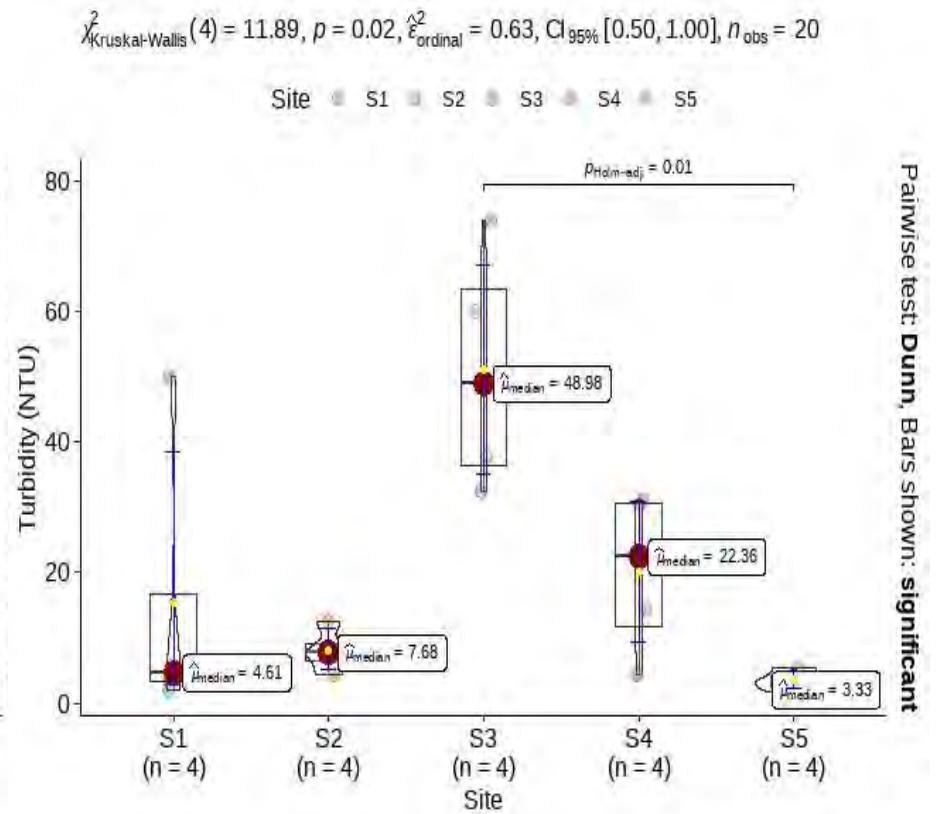 χ²Kruskal-Wallis(4) = 11.89, p = 0.02, ε̂²ordinal = 0.63, CI95% [0.50, 1.00], nobs = 20
Site S1 S2 S3 S4 S5
pHolm-adj. = 0.01
80
60
40
20
0
Turbidity (NTU)
μ̂median = 4.61
μ̂median = 7.68
μ̂median = 48.98
μ̂median = 22.36
μ̂median = 3.33
S1 S2 S3 S4 S5
(n = 4) (n = 4) (n = 4) (n = 4) (n = 4)
Site
Pairwise test: Dunn, Bars shown: significant